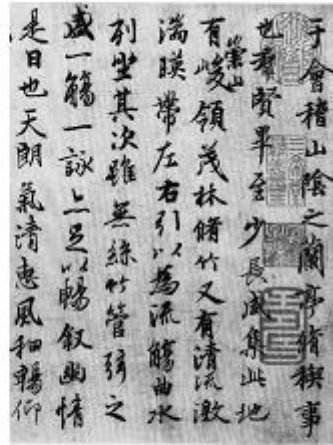 于會稽山陰之蘭亭脩稧事
也羣賢畢至少長咸集此地
有崇山峻領茂林脩竹又有清流激
湍暎帶左右引以為流觴曲水
列坐其次雖無絲竹管弦之
盛一觴一詠亦足以暢叙幽情
是日也天朗氣清惠風和暢仰